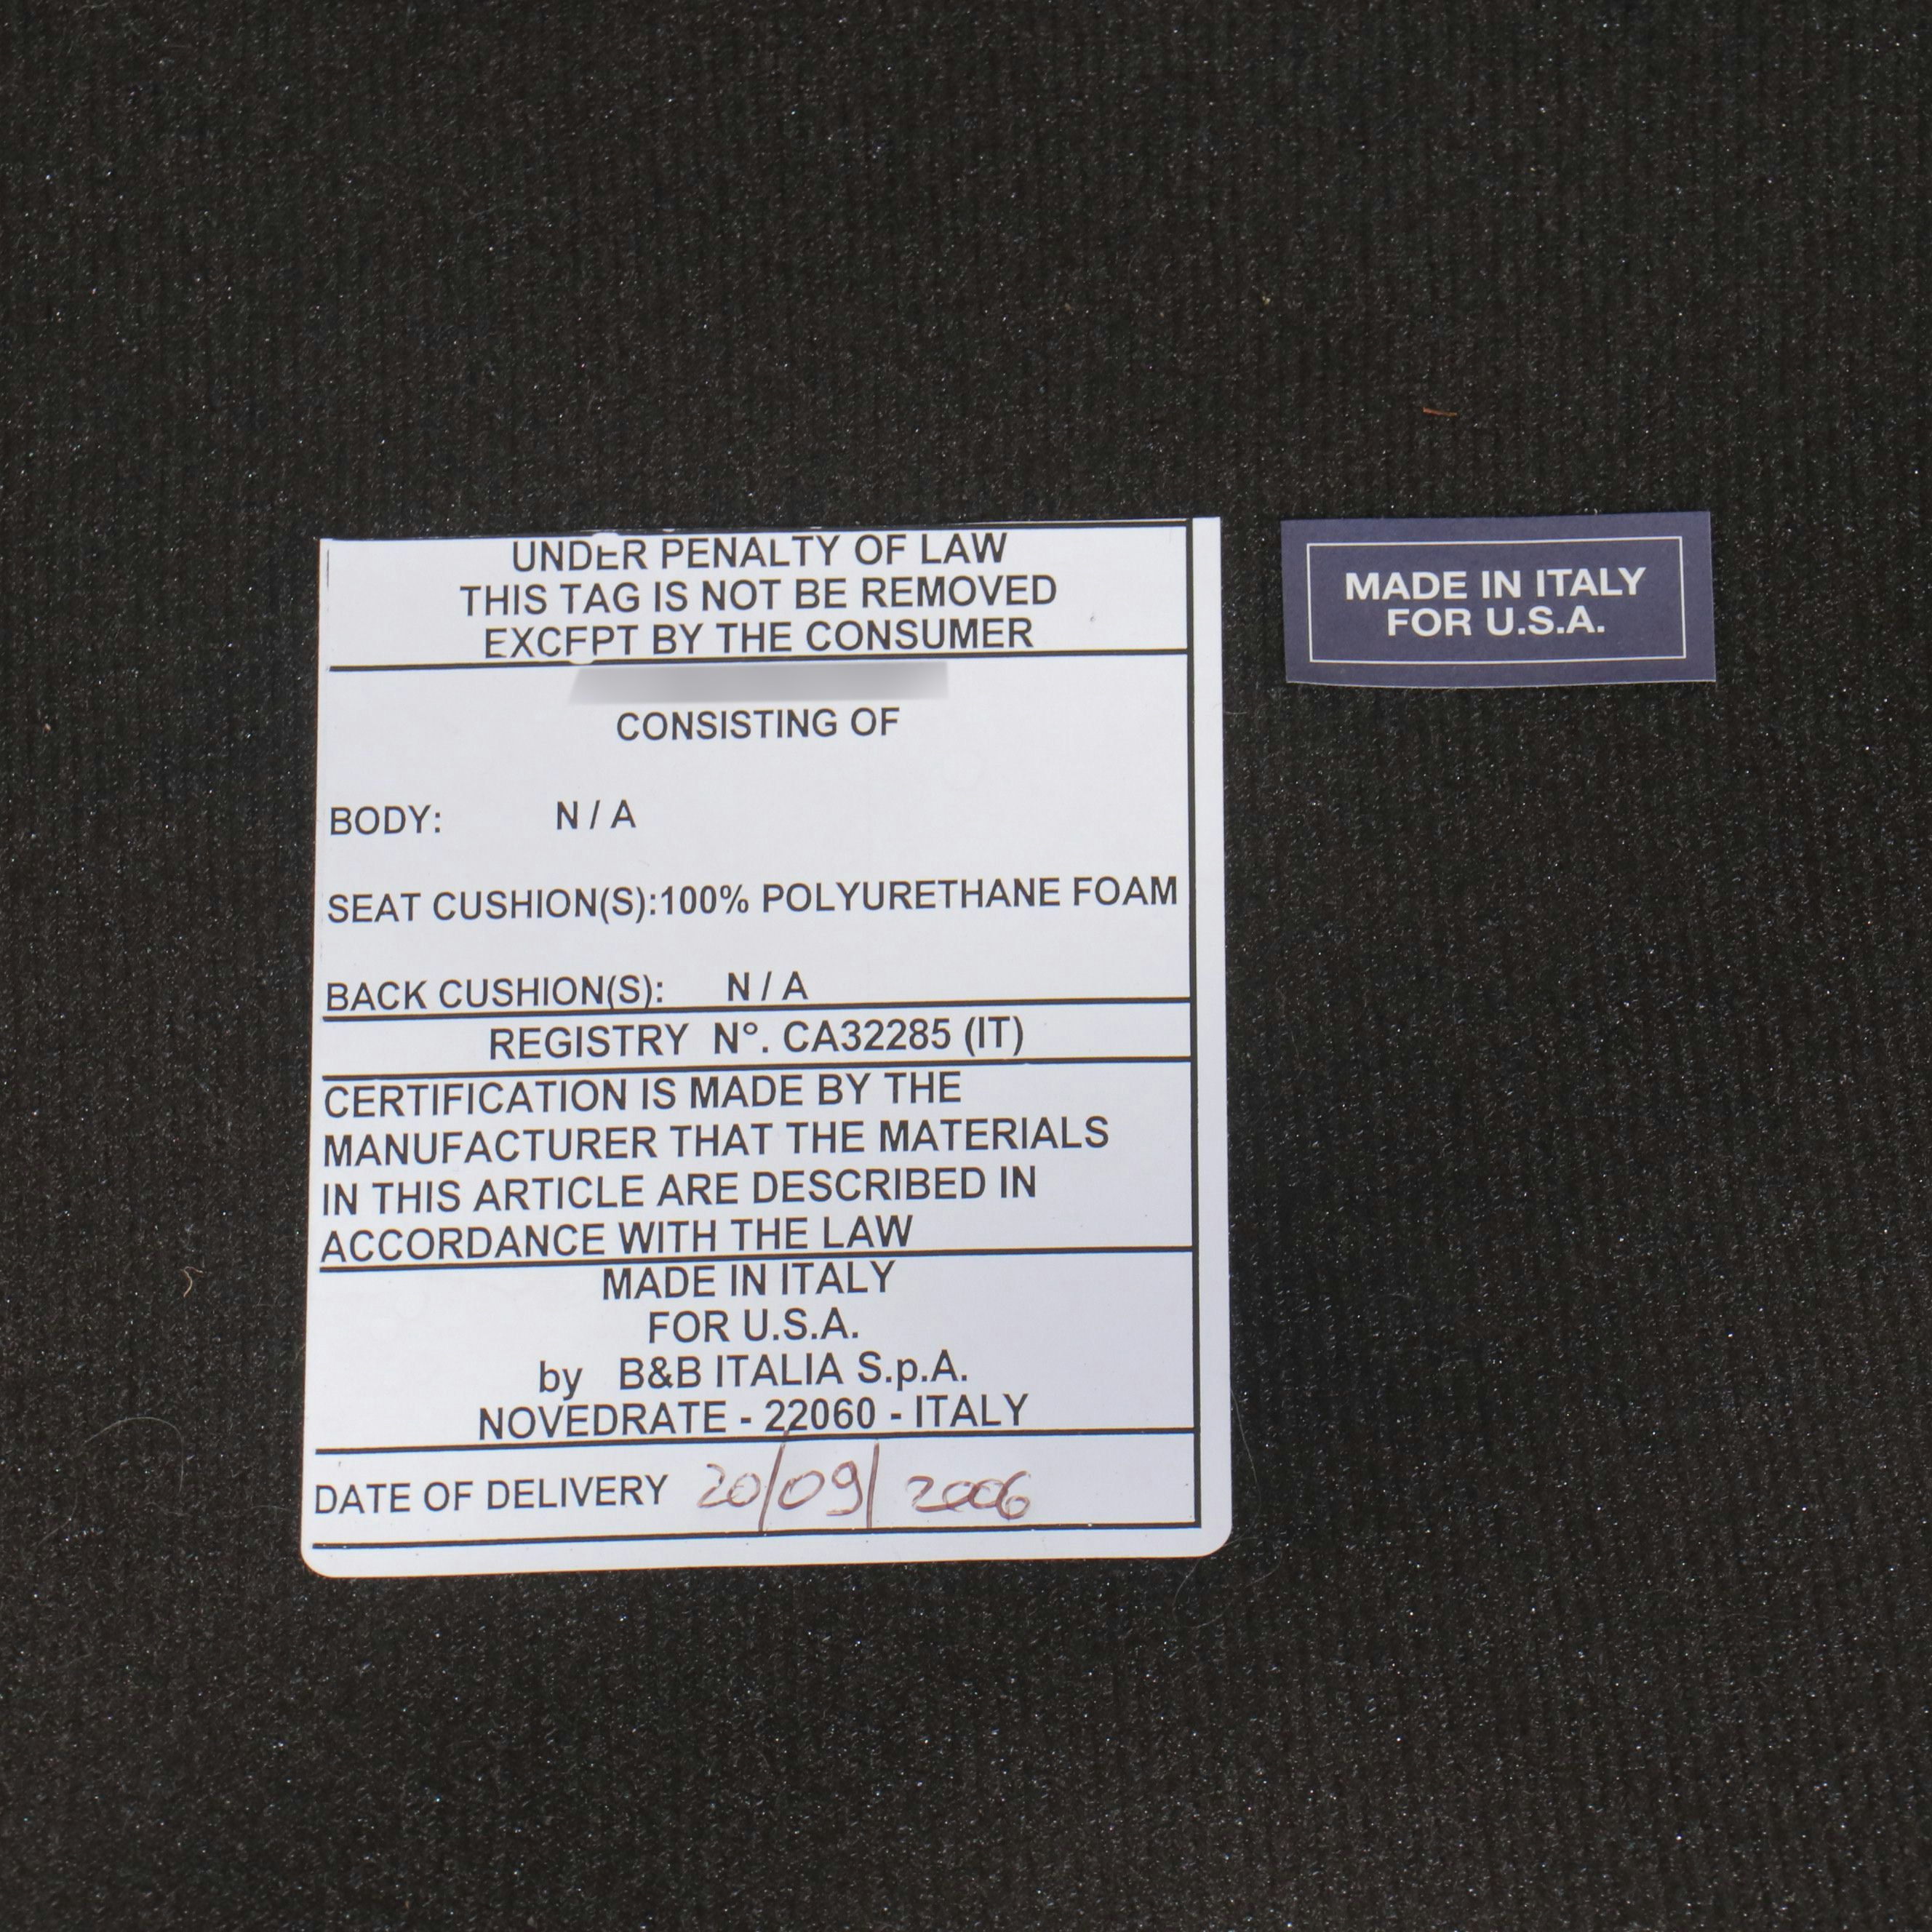 UNDER PENALTY OF LAW
THIS TAG IS NOT BE REMOVED
EXCEPT BY THE CONSUMER
CONSISTING OF
BODY: N / A
SEAT CUSHION(S):100% POLYURETHANE FOAM
BACK CUSHION(S): N / A
REGISTRY N°. CA32285 (IT)
CERTIFICATION IS MADE BY THE
MANUFACTURER THAT THE MATERIALS
IN THIS ARTICLE ARE DESCRIBED IN
ACCORDANCE WITH THE LAW
MADE IN ITALY
FOR U.S.A.
by B&B ITALIA S.p.A.
NOVEDRATE - 22060 - ITALY
DATE OF DELIVERY 20/09/2006
MADE IN ITALY
FOR U.S.A.